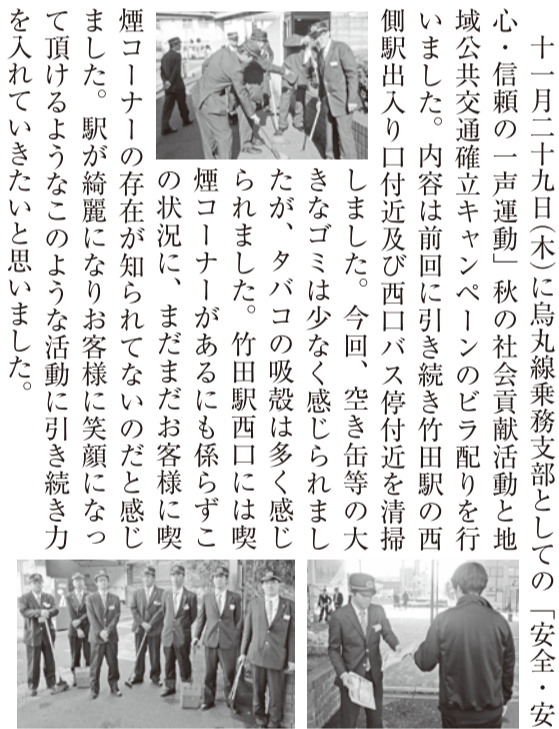 十一月二十九日(木)に烏丸線乗務支部としての「安全・安
心・信頼の一声運動」秋の社会貢献活動と地
域公共交通確立キャンペーンのビラ配りを行
いました。内容は前回に引き続き竹田駅の西
側駅出入り口付近及び西口バス停付近を清掃
しました。今回、空き缶等の大
きなゴミは少なく感じられまし
たが、タバコの吸殻は多く感じ
られました。竹田駅西口には喫
煙コーナーがあるにも係らずこ
の状況に、まだまだお客様に喫
煙コーナーの存在が知られてないのだと感じ
ました。駅が綺麗になりお客様に笑顔になっ
て頂けるようなこのような活動に引き続き力
を入れていきたいと思いました。